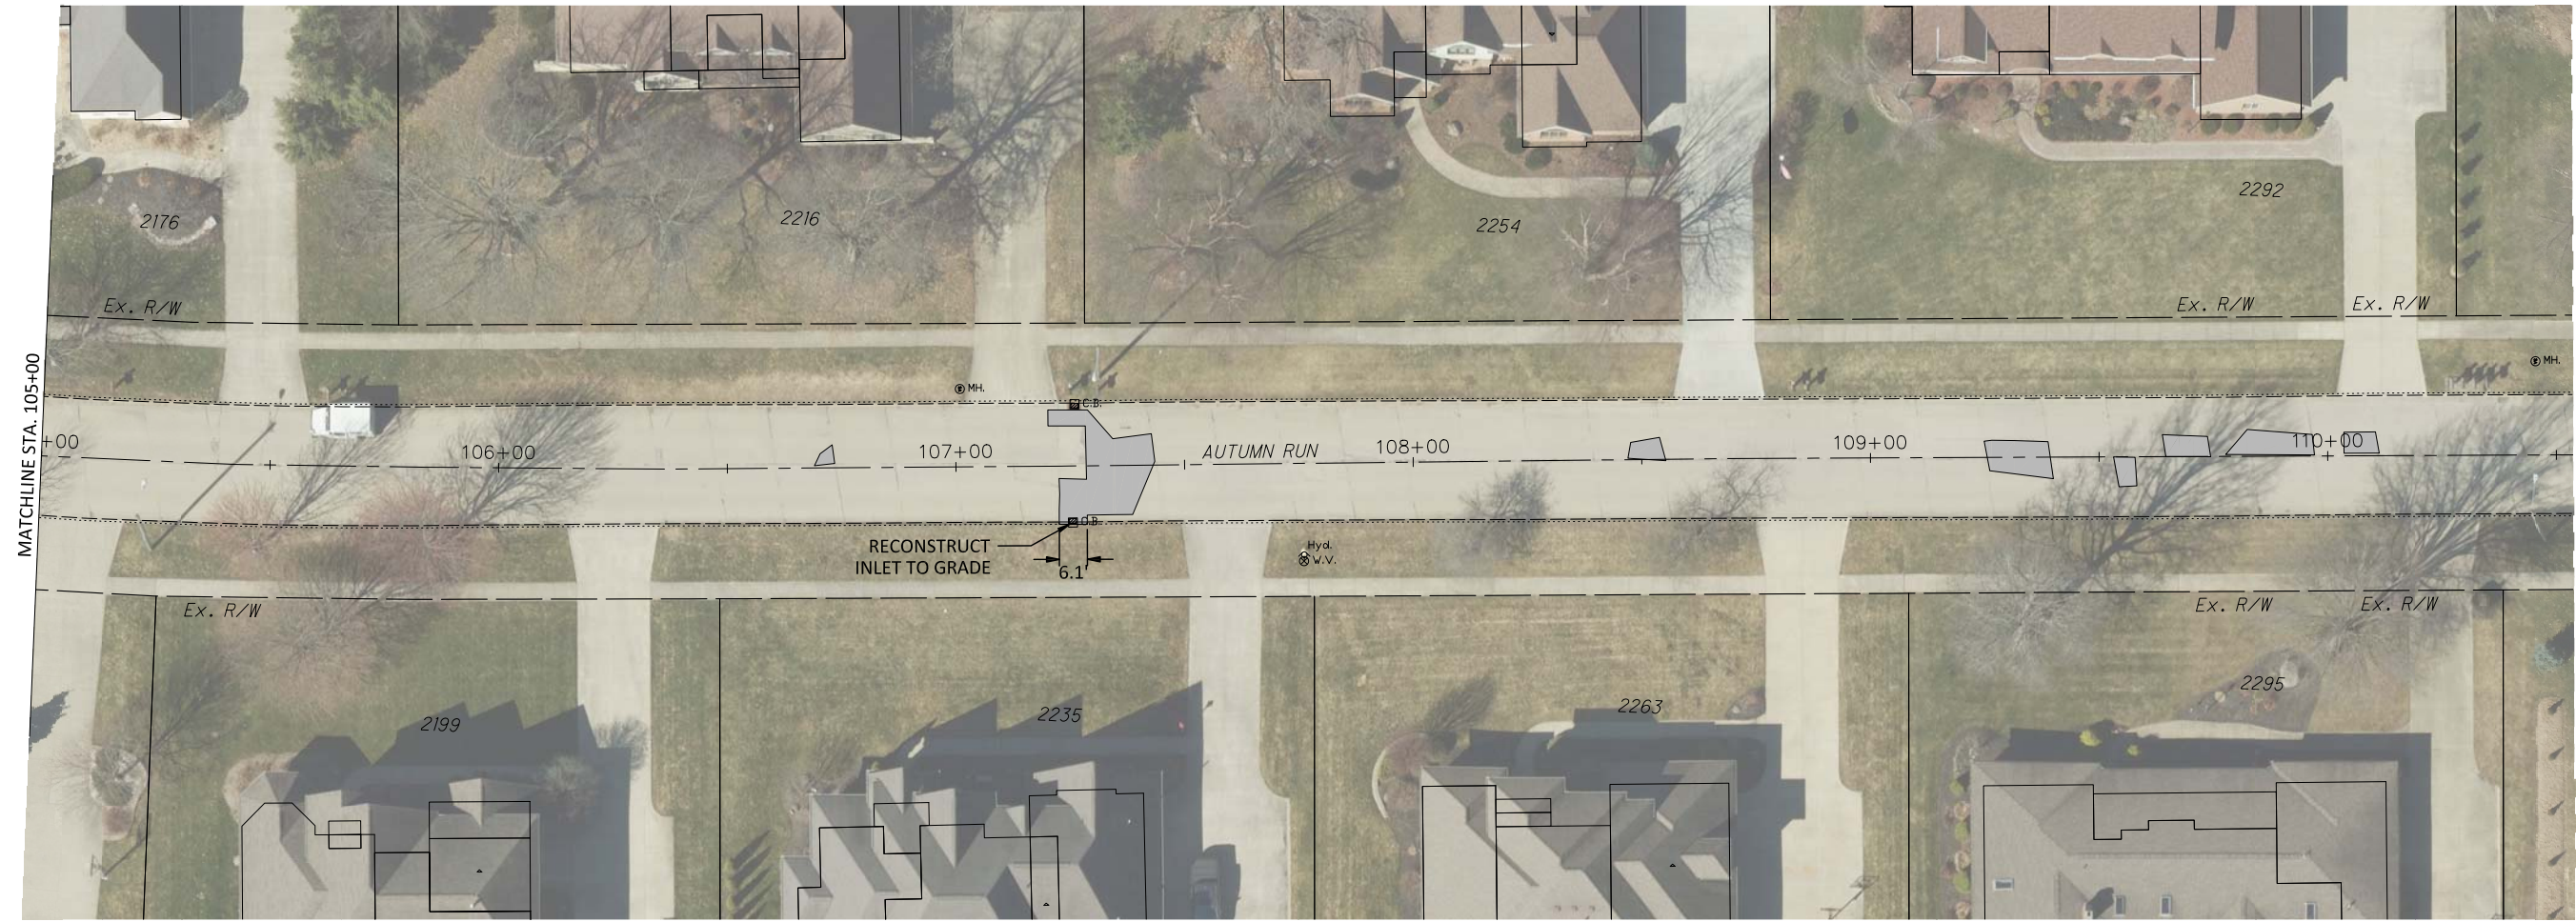 2176
2216
2254
2292
Ex. R/W
Ex. R/W
Ex. R/W
MATCHLINE STA. 105+00
MH.
MH.
C.B.
+00
106+00
107+00
AUTUMN RUN
108+00
109+00
110+00
C.B.
RECONSTRUCT
INLET TO GRADE
6.1'
Hyd.
W.V.
Ex. R/W
Ex. R/W
Ex. R/W
2199
2235
2263
2295